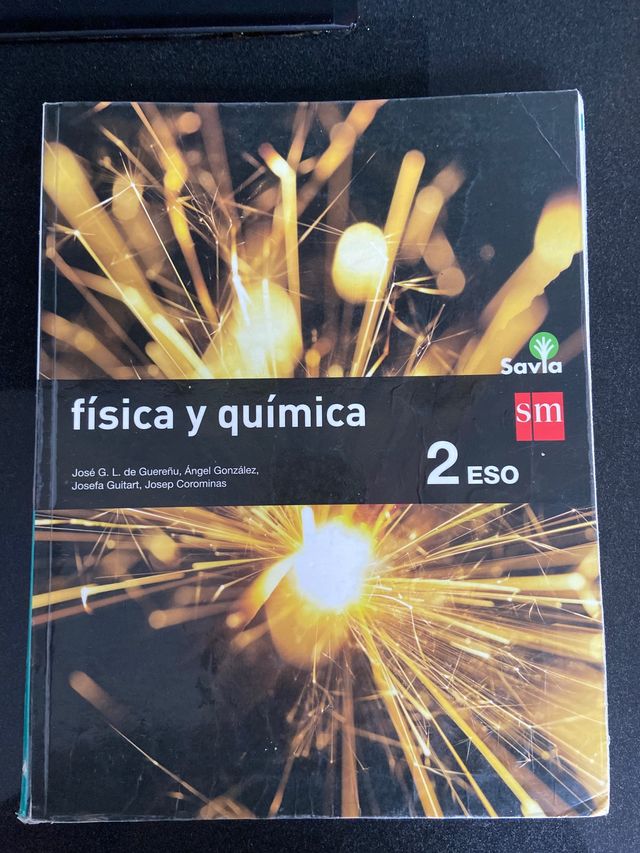 Savia
sm
física y química
2 ESO
José G. L. de Guereñu, Ángel González,
Josefa Guitart, Josep Corominas